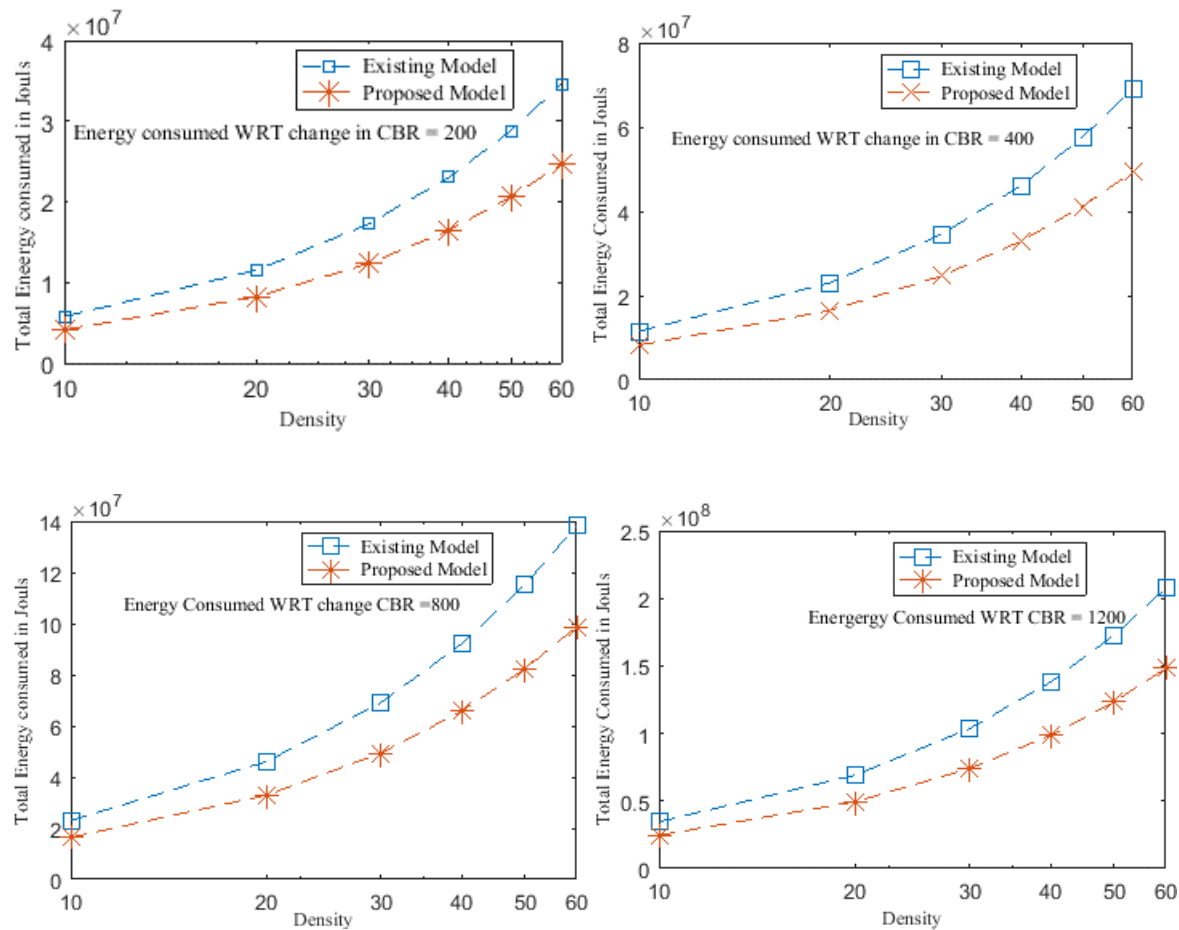 ×10^7
4
3
2
1
0
Total Eneergy consumed in Jouls
Existing Model
Proposed Model
Energy consumed WRT change in CBR = 200
10 20 30 40 50 60
Density
×10^7
8
6
4
2
0
Total Energy Consumed in Jouls
Existing Model
Proposed Model
Energy consumed WRT change in CBR = 400
10 20 30 40 50 60
Density
×10^7
14
12
10
8
6
4
2
0
Total Energy consumed in Jouls
Existing Model
Proposed Model
Energy Consumed WRT change CBR =800
10 20 30 40 50 60
Density
×10^8
2.5
2
1.5
1
0.5
0
Total Energy Consumed in Jouls
Existing Model
Proposed Model
Energergy Consumed WRT CBR = 1200
10 20 30 40 50 60
Density